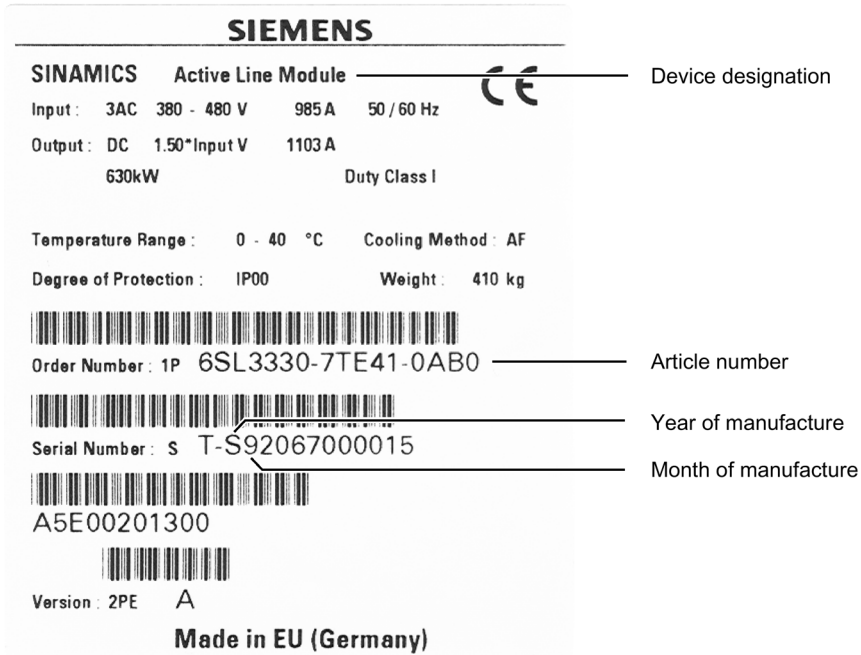 SIEMENS
SINAMICS Active Line Module
Device designation
Input : 3AC 380 - 480 V 985 A 50 / 60 Hz
Output : DC 1.50*Input V 1103 A
630kW Duty Class I
Temperature Range : 0 - 40 °C Cooling Method : AF
Degree of Protection : IP00 Weight : 410 kg
Order Number : 1P 6SL3330-7TE41-0AB0
Article number
Year of manufacture
Serial Number : S T-S92067000015
Month of manufacture
A5E00201300
Version : 2PE A
Made in EU (Germany)